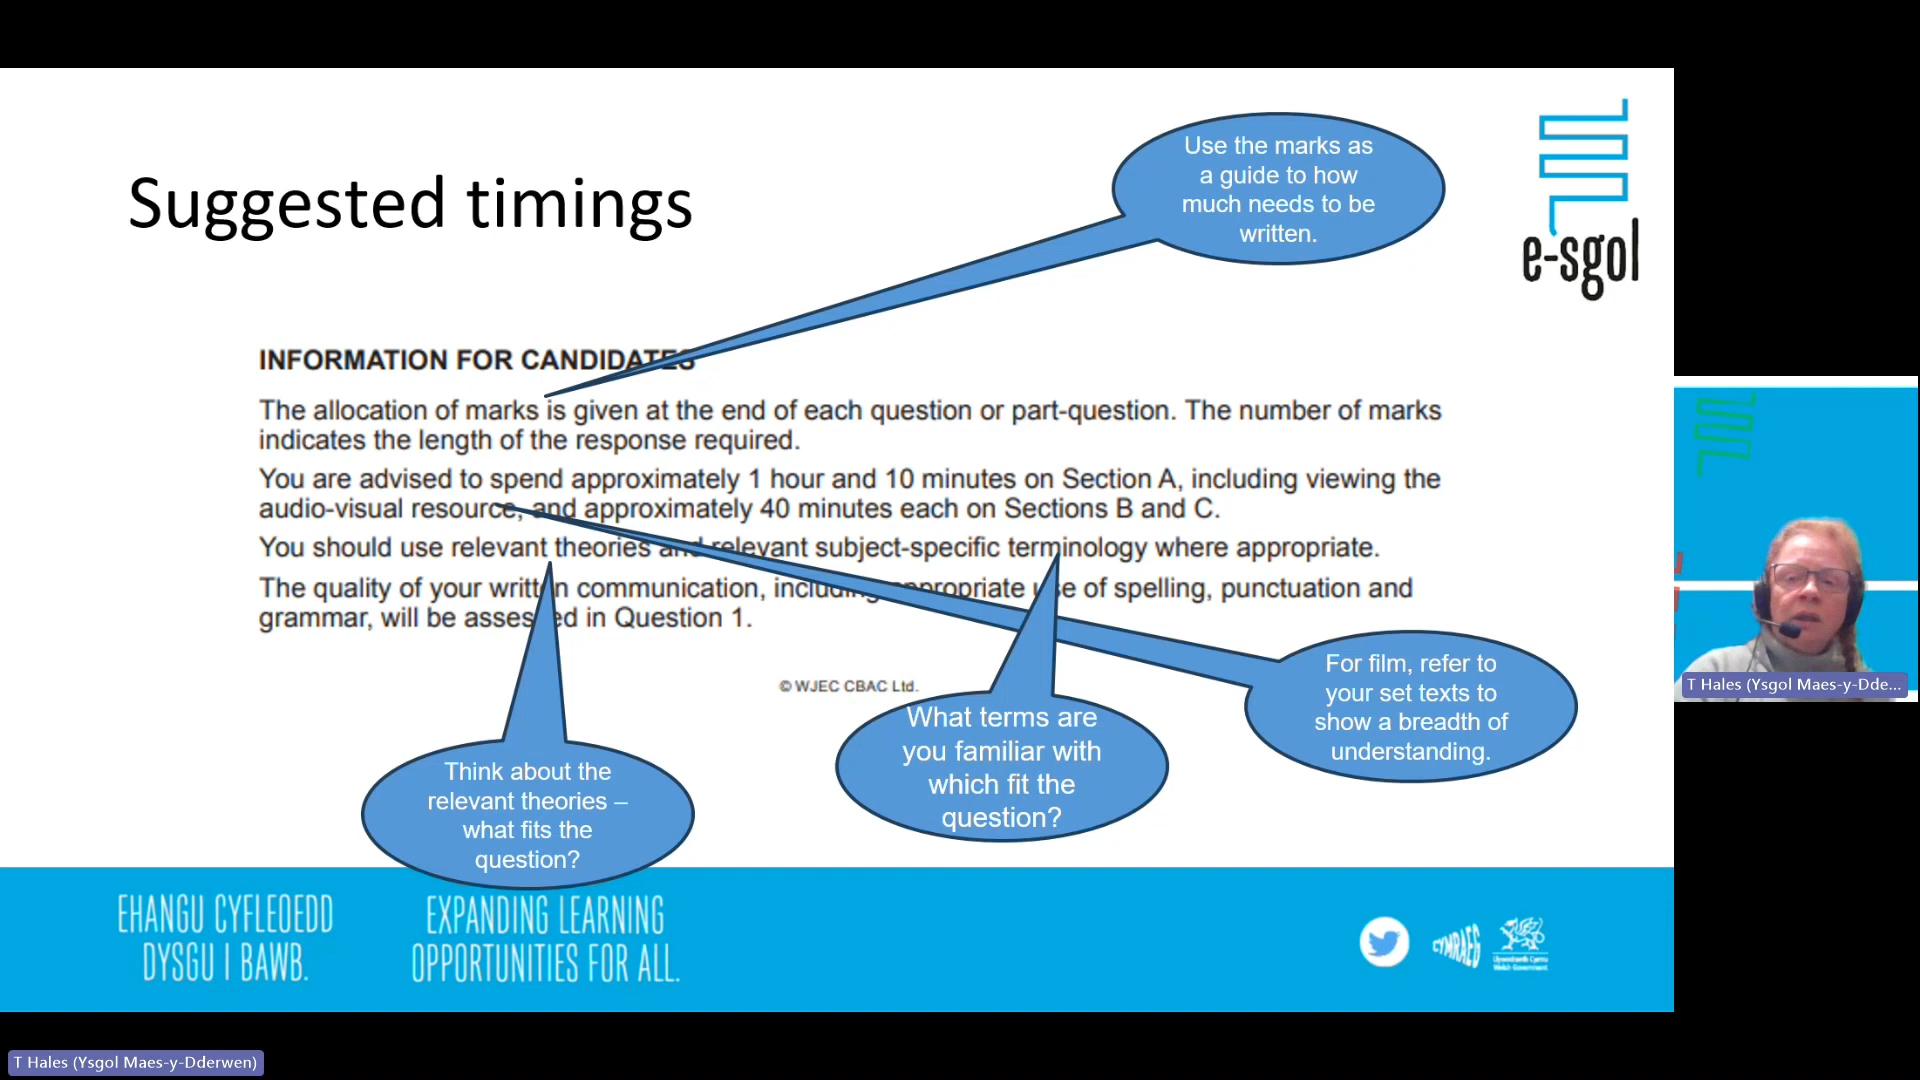 Suggested timings
Use the marks as
a guide to how
much needs to be
written.
e-sgol
INFORMATION FOR CANDIDATES
The allocation of marks is given at the end of each question or part-question. The number of marks
indicates the length of the response required.
You are advised to spend approximately 1 hour and 10 minutes on Section A, including viewing the
audio-visual resource, and approximately 40 minutes each on Sections B and C.
You should use relevant theories and relevant subject-specific terminology where appropriate.
The quality of your written communication, including appropriate use of spelling, punctuation and
grammar, will be assessed in Question 1.
© WJEC CBAC Ltd.
Think about the
relevant theories –
what fits the
question?
What terms are
you familiar with
which fit the
question?
For film, refer to
your set texts to
show a breadth of
understanding.
EHANGU CYFLEOEDD
DYSGU I BAWB.
EXPANDING LEARNING
OPPORTUNITIES FOR ALL.
CYMRAEG
Llywodraeth Cymru
Welsh Government
T Hales (Ysgol Maes-y-Dde...
T Hales (Ysgol Maes-y-Dderwen)